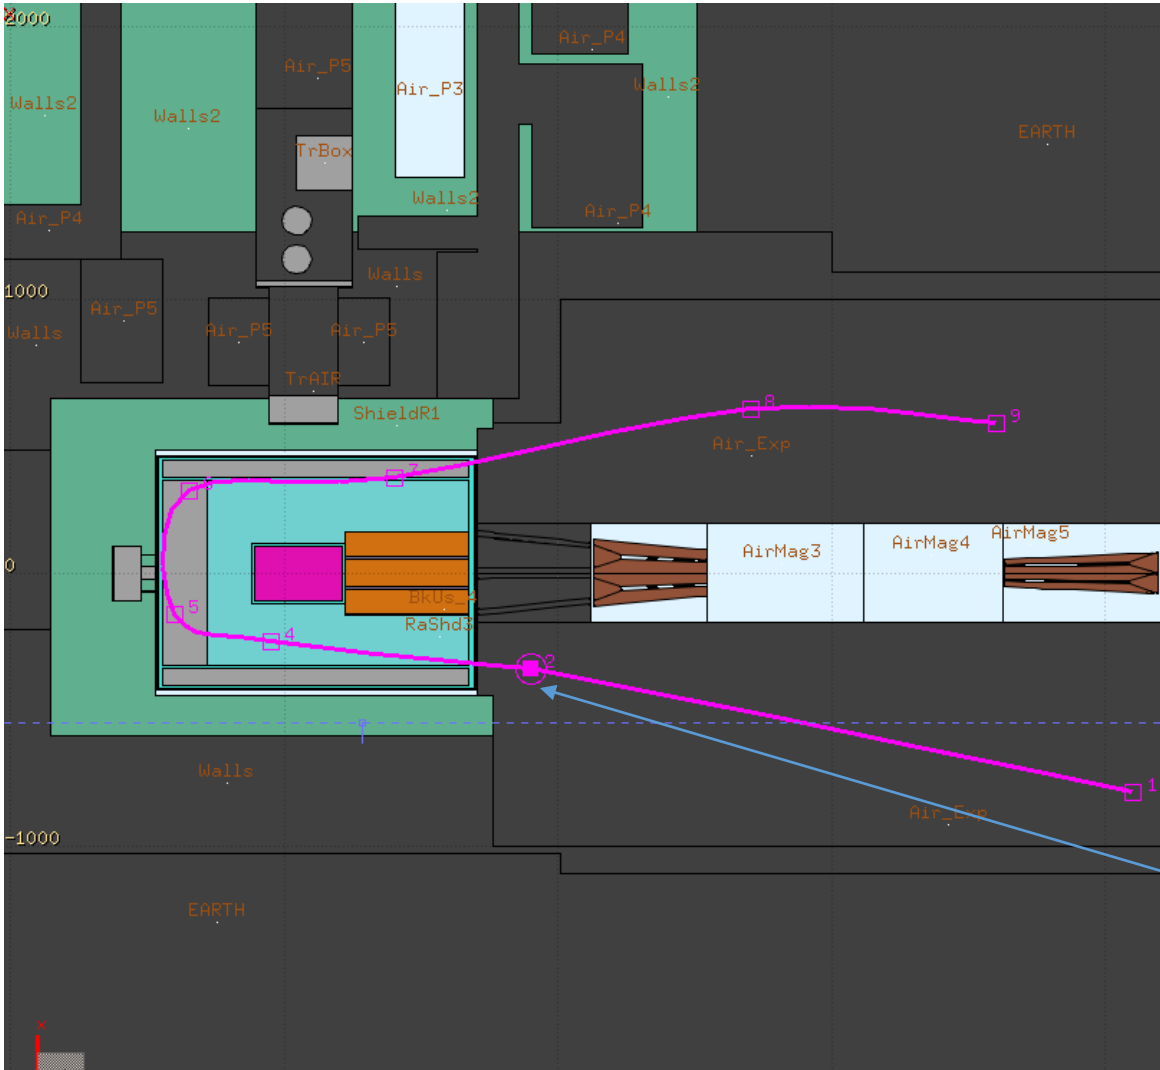 2000
Air_P4
Air_P5
Walls2
Air_P3
Walls2
Walls2
EARTH
TrBox
Walls2
Air_P4
Air_P4
Walls
1000
Air_P5
Walls
Air_P5
Air_P5
TrAIR
8
ShieldR1
9
Air_Exp
7
AirMag5
AirMag4
AirMag3
0
BkUs_4
5
RaShd3
4
2
Walls
1
Air_Exp
-1000
EARTH
x